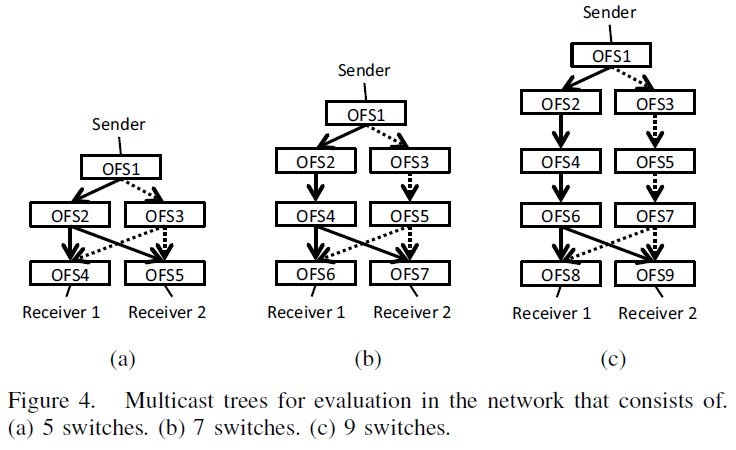 Sender
OFS1
OFS2 OFS3
OFS4 OFS5
Receiver 1 Receiver 2
(a)
Sender
OFS1
OFS2 OFS3
OFS4 OFS5
OFS6 OFS7
Receiver 1 Receiver 2
(b)
Sender
OFS1
OFS2 OFS3
OFS4 OFS5
OFS6 OFS7
OFS8 OFS9
Receiver 1 Receiver 2
(c)
Figure 4. Multicast trees for evaluation in the network that consists of.
(a) 5 switches. (b) 7 switches. (c) 9 switches.